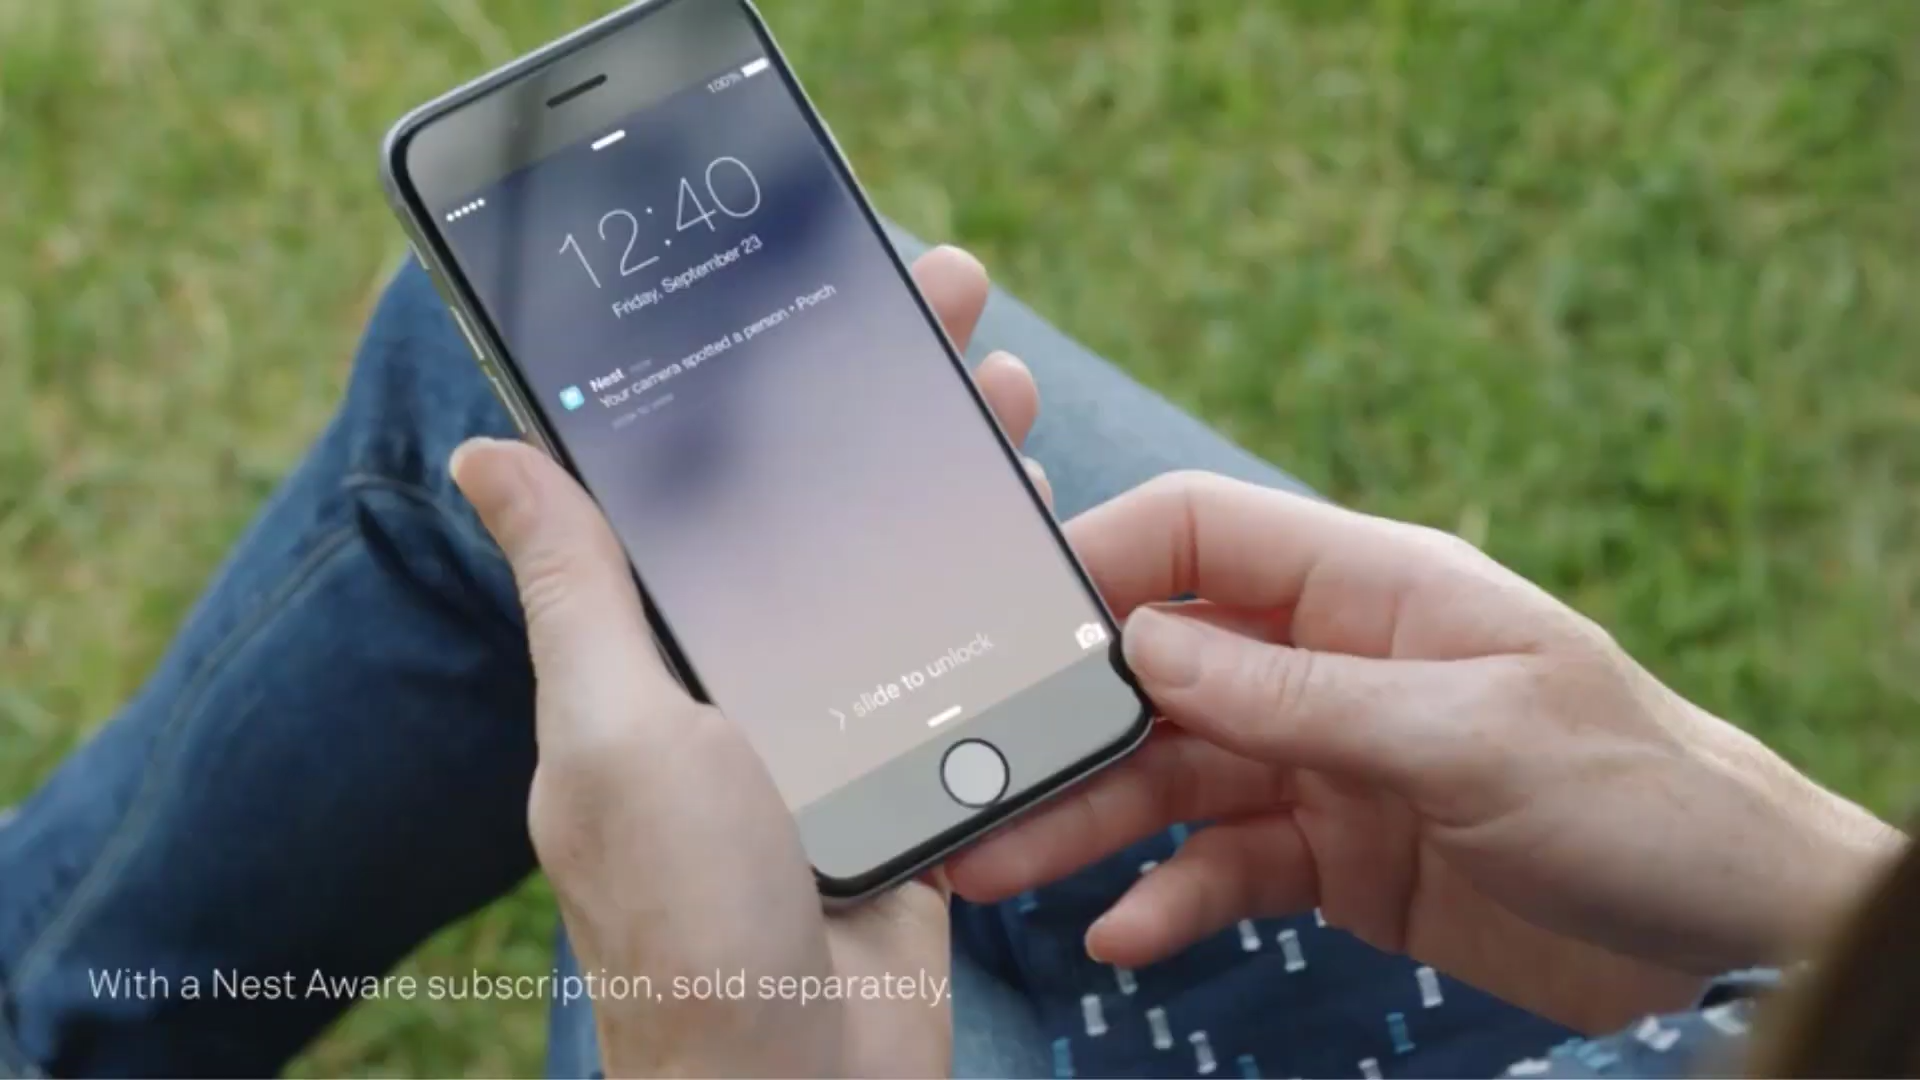 100%
12:40
Friday, September 23
Nest now
Your camera spotted a person • Porch
slide to unlock
With a Nest Aware subscription, sold separately.